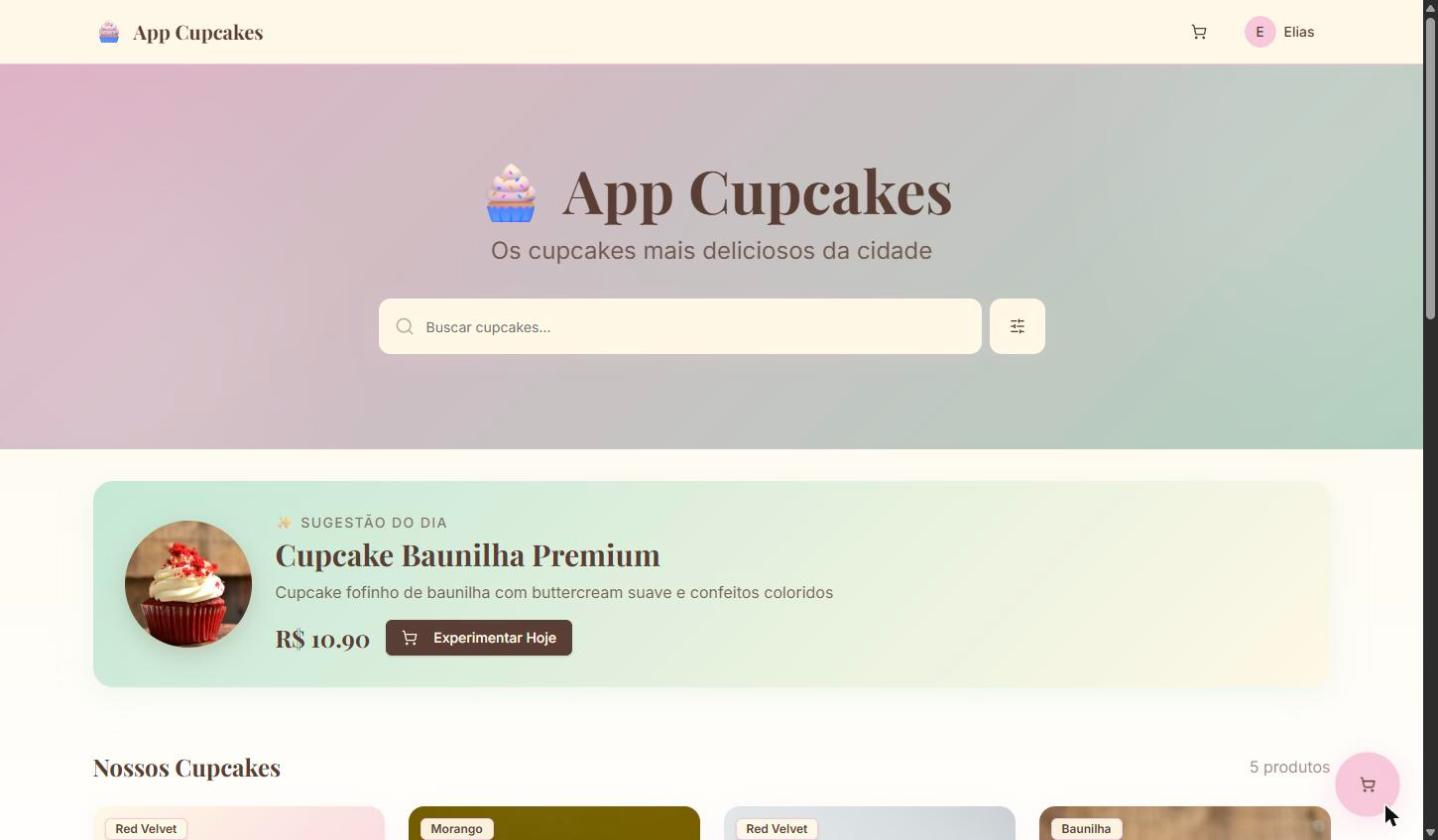 App Cupcakes
E Elias
App Cupcakes
Os cupcakes mais deliciosos da cidade
Buscar cupcakes...
SUGESTÃO DO DIA
Cupcake Baunilha Premium
Cupcake fofinho de baunilha com buttercream suave e confeitos coloridos
R$ 10.90 Experimentar Hoje
Nossos Cupcakes 5 produtos
Red Velvet Morango Red Velvet Baunilha